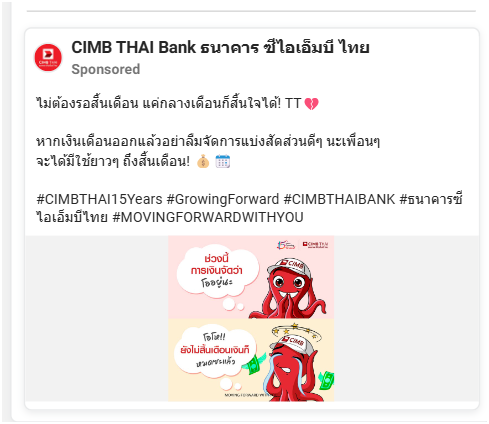 CIMB THAI Bank ธนาคาร ซีไอเอ็มบี ไทย
Sponsored
ไม่ต้องรอสิ้นเดือน แค่กลางเดือนก็สิ้นใจได้! TT 💔
หากเงินเดือนออกแล้วอย่าลืมจัดการแบ่งสัดส่วนดีๆ นะเพื่อนๆ
จะได้มีใช้ยาวๆ ถึงสิ้นเดือน! 💰 🗓️
#CIMBTHAI15Years #GrowingForward #CIMBTHAIBANK #ธนาคารซี
ไอเอ็มบีไทย #MOVINGFORWARDWITHYOU
CIMB THAI
ช่วงนี้
การเงินจัดว่า
โออยู่นะ
CIMB
โอโห!!
ยังไม่สิ้นเดือนเงินก็
หมดซะแล้ว
CIMB
MOVING FORWARD WITH YOU